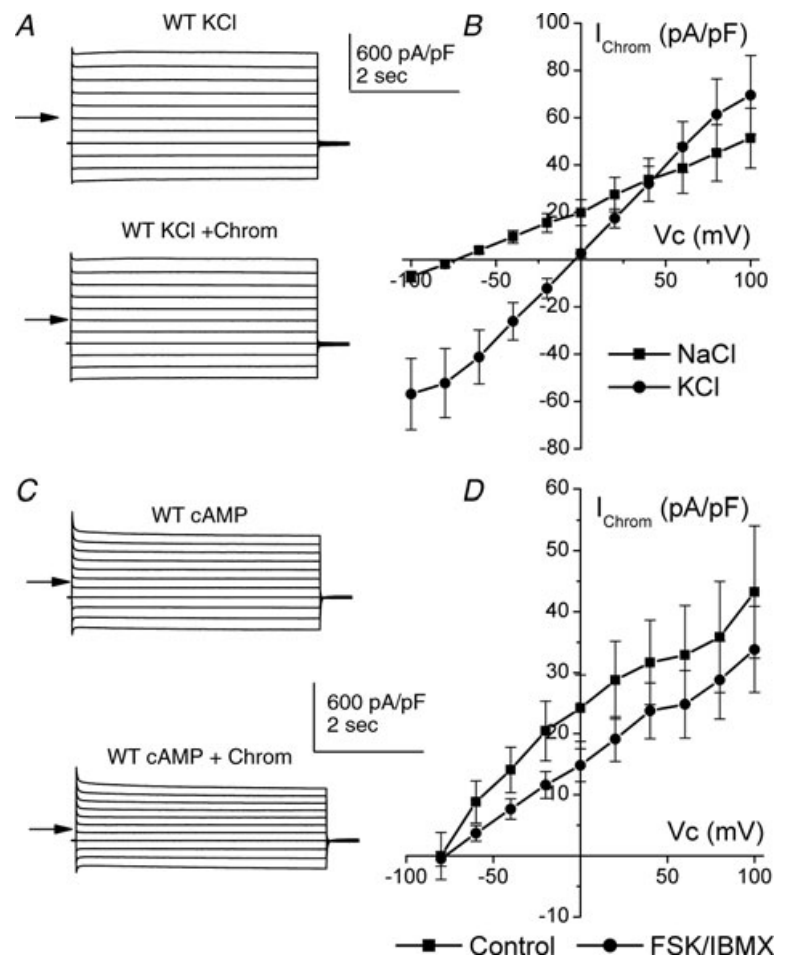 A
WT KCl
600 pA/pF
2 sec
WT KCl +Chrom
B
I Chrom (pA/pF)
100
80
60
40
20
Vc (mV)
-100 -50 50 100
-20
-40
-60
-80
NaCl
KCl
C
WT cAMP
600 pA/pF
2 sec
WT cAMP + Chrom
D
60
I Chrom (pA/pF)
50
40
30
20
10
Vc (mV)
-100 -50 50 100
-10
Control FSK/IBMX